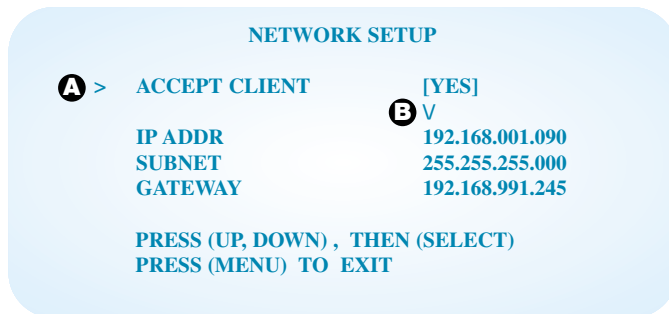 NETWORK SETUP
A > ACCEPT CLIENT [YES]
B V
IP ADDR 192.168.001.090
SUBNET 255.255.255.000
GATEWAY 192.168.991.245
PRESS (UP, DOWN) , THEN (SELECT)
PRESS (MENU) TO EXIT